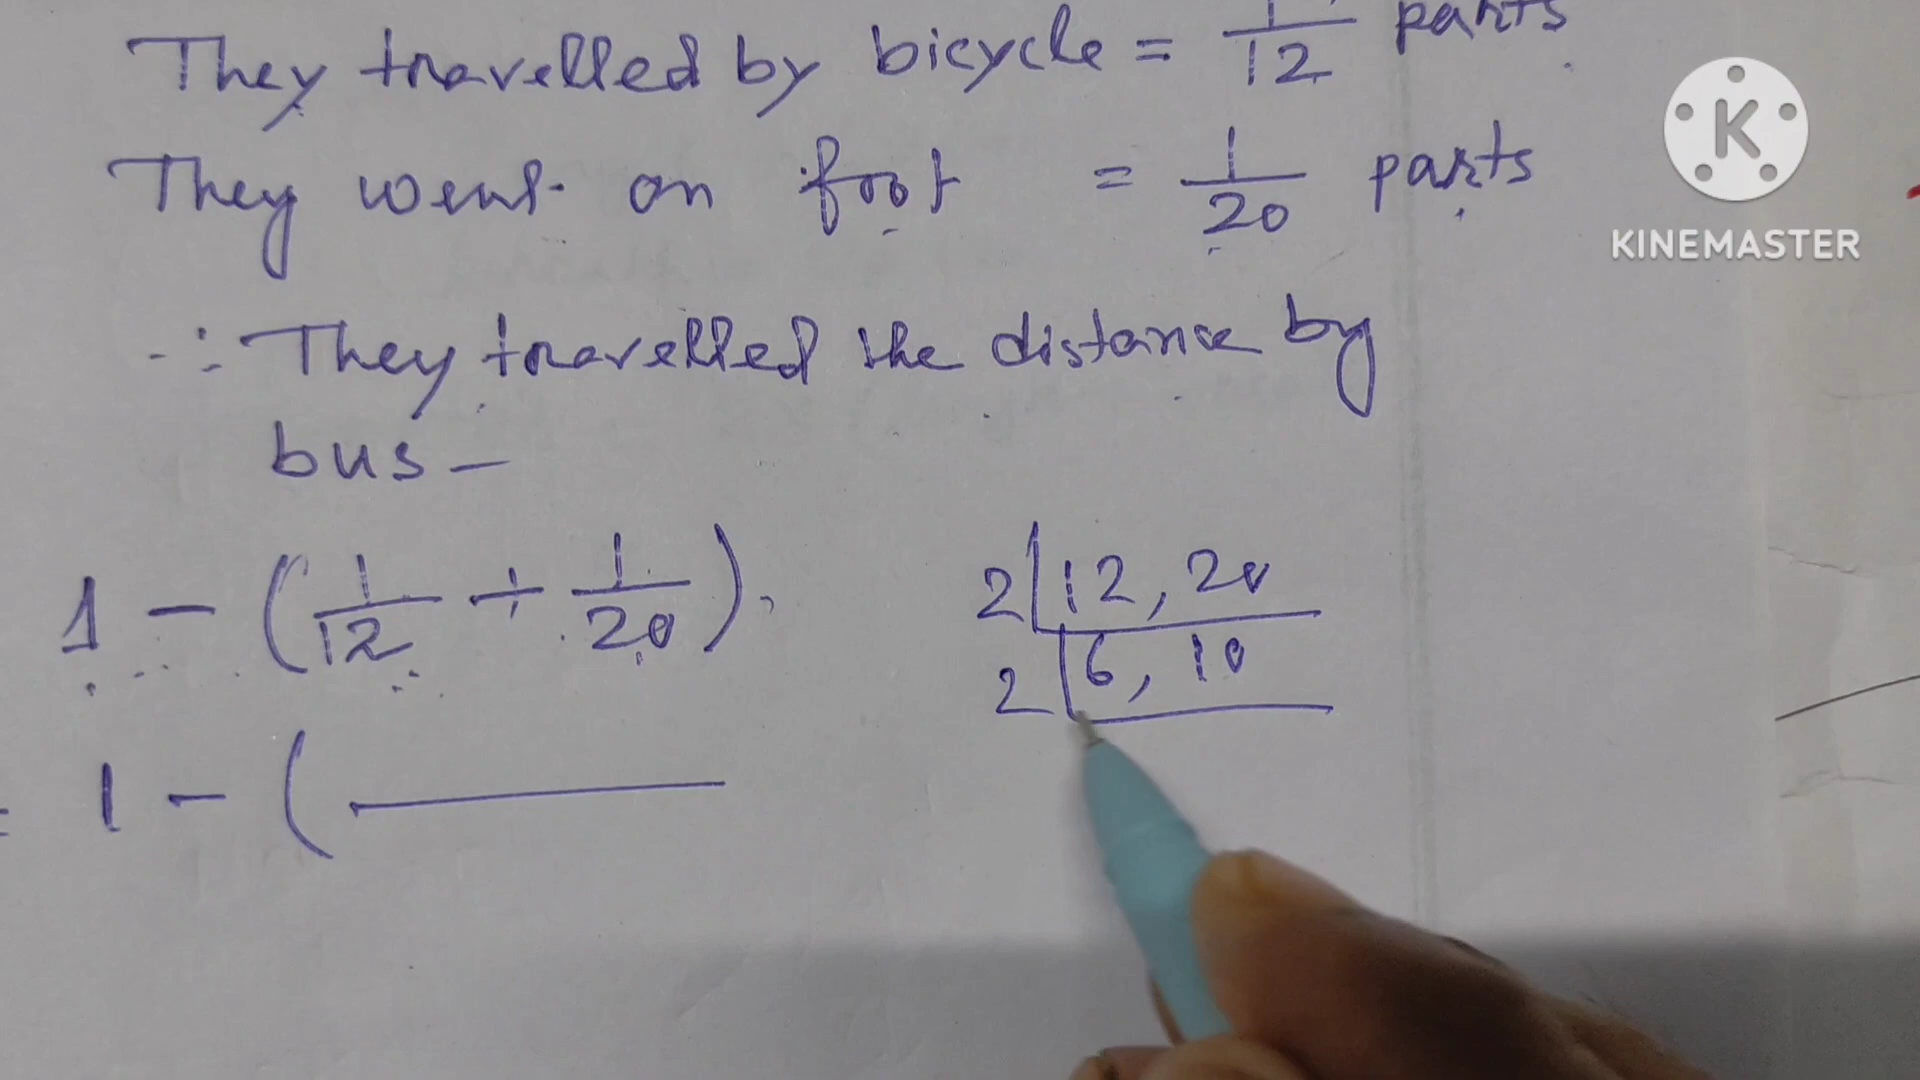 They travelled by bicycle = 1/12 parts
They went on foot = 1/20 parts
∴ They travelled the distance by
bus -
1 - (1/12 + 1/20)
= 1 - (
2 | 12, 20
2 | 6, 10
K
KINEMASTER